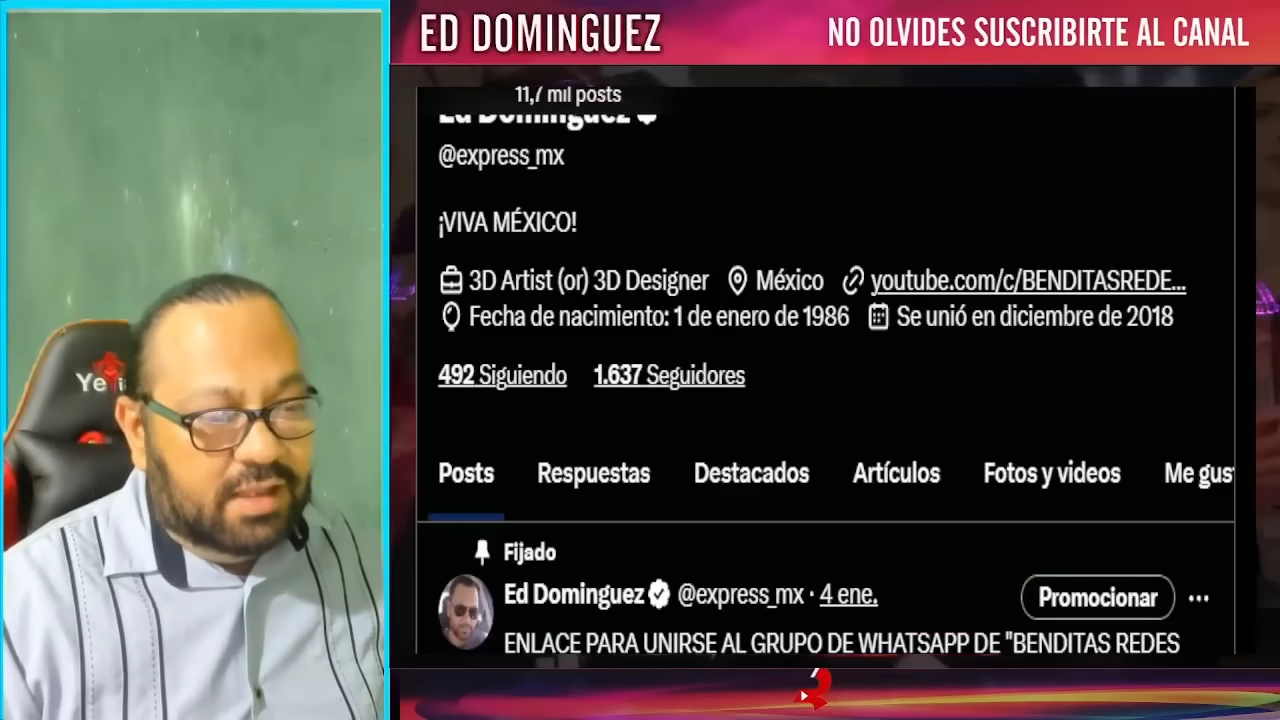 ED DOMINGUEZ
NO OLVIDES SUSCRIBIRTE AL CANAL
11,7 mil posts
Ed Dominguez
@express_mx
¡VIVA MÉXICO!
3D Artist (or) 3D Designer México youtube.com/c/BENDITASREDE...
Fecha de nacimiento: 1 de enero de 1986 Se unió en diciembre de 2018
492 Siguiendo 1.637 Seguidores
Posts Respuestas Destacados Artículos Fotos y videos Me gus
Fijado
Ed Dominguez @express_mx · 4 ene. Promocionar ...
ENLACE PARA UNIRSE AL GRUPO DE WHATSAPP DE "BENDITAS REDES